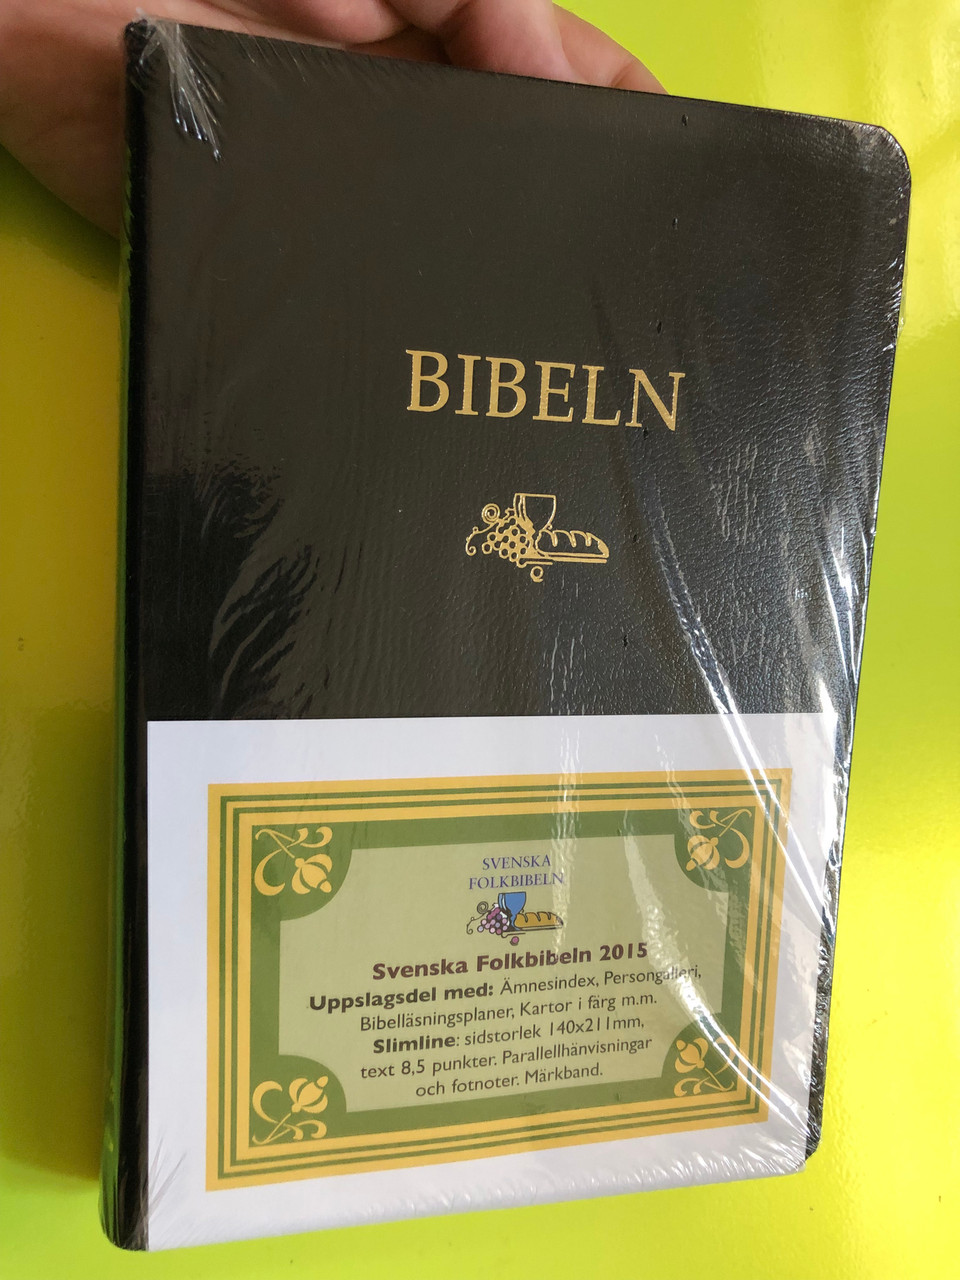 BIBELN
SVENSKA
FOLKBIBELN
Svenska Folkbibeln 2015
Uppslagsdel med: Ämnesindex, Persongalleri,
Bibelläsningsplaner, Kartor i färg m.m.
Slimline: sidstorlek 140x211mm,
text 8,5 punkter. Parallellhänvisningar
och fotnoter. Märkband.